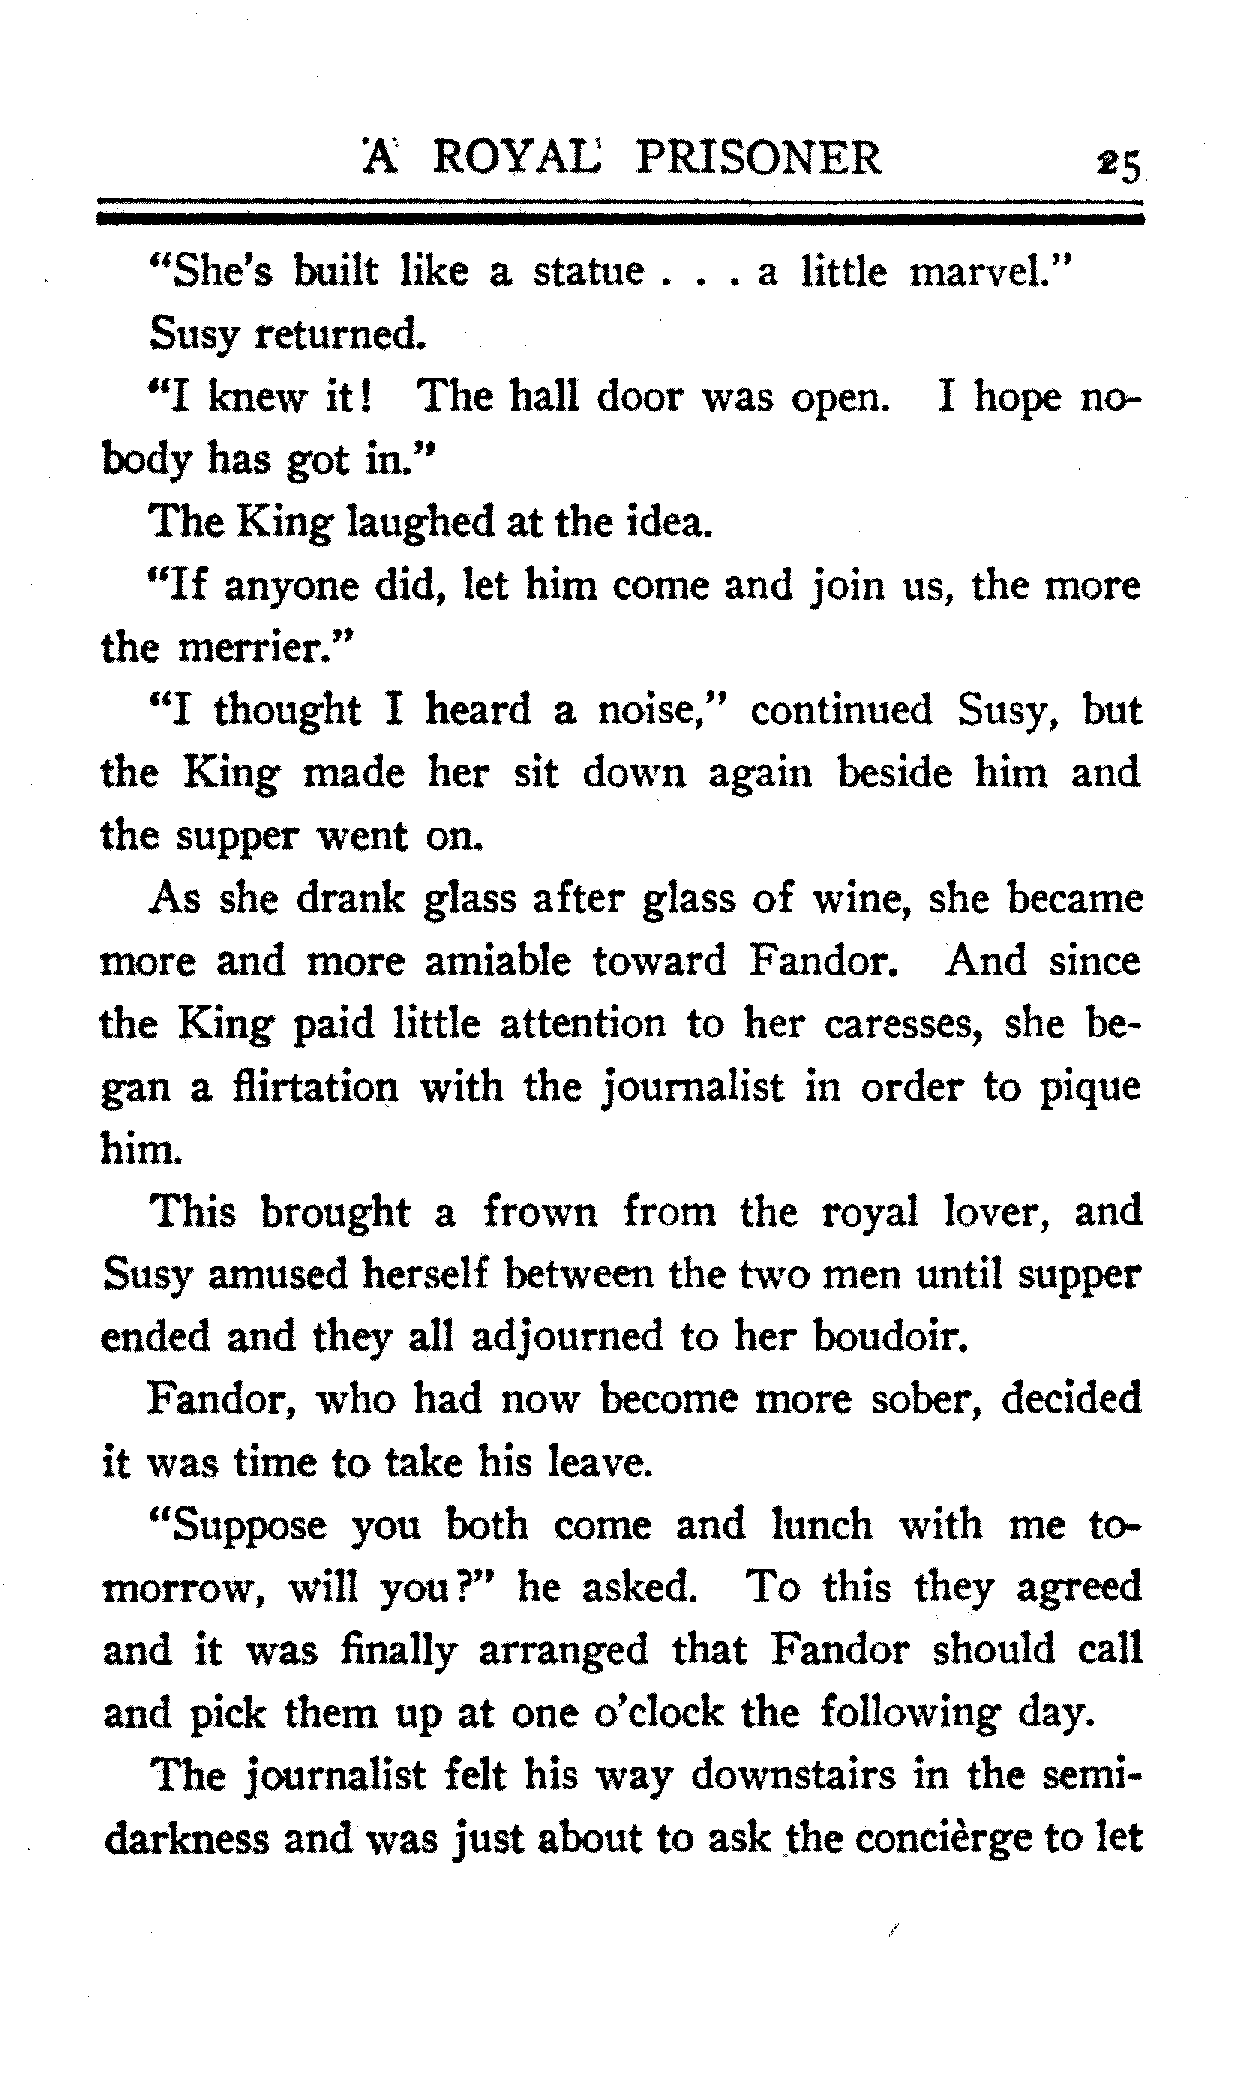 A ROYAL PRISONER 25
"She's built like a statue . . . a little marvel."
Susy returned.
"I knew it! The hall door was open. I hope no-
body has got in."
The King laughed at the idea.
"If anyone did, let him come and join us, the more
the merrier."
"I thought I heard a noise," continued Susy, but
the King made her sit down again beside him and
the supper went on.
As she drank glass after glass of wine, she became
more and more amiable toward Fandor. And since
the King paid little attention to her caresses, she be-
gan a flirtation with the journalist in order to pique
him.
This brought a frown from the royal lover, and
Susy amused herself between the two men until supper
ended and they all adjourned to her boudoir.
Fandor, who had now become more sober, decided
it was time to take his leave.
"Suppose you both come and lunch with me to-
morrow, will you?" he asked. To this they agreed
and it was finally arranged that Fandor should call
and pick them up at one o'clock the following day.
The journalist felt his way downstairs in the semi-
darkness and was just about to ask the concièrge to let